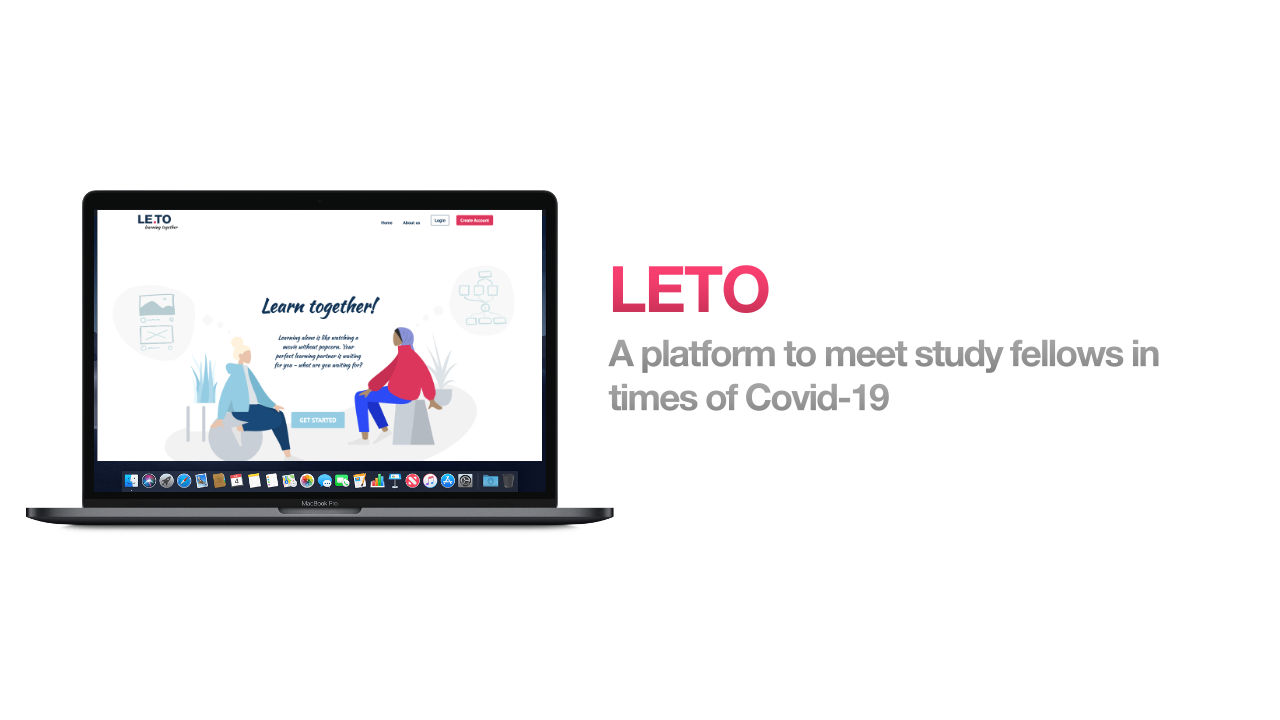 LE:TO
learning together
Home
About us
Login
Create Account
Learn together!
Learning alone is like watching a
movie without popcorn. Your
perfect learning partner is waiting
for you – what are you waiting for?
GET STARTED
MacBook Pro
LETO
A platform to meet study fellows in
times of Covid-19